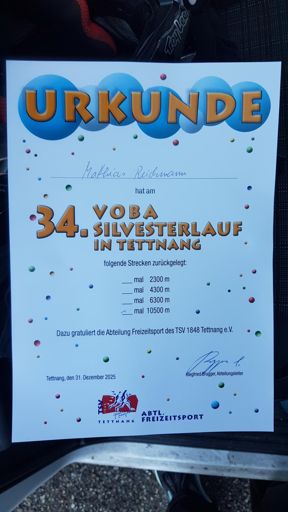 URKUNDE
Mathias Reichmann
hat am
34. VOBA
SILVESTERLAUF
IN TETTNANG
folgende Strecken zurückgelegt:
mal 2300 m
mal 4300 m
mal 6300 m
mal 10500 m
Dazu gratuliert die Abteilung Freizeitsport des TSV 1848 Tettnang e.V.
Tettnang, den 31. Dezember 2025
Siegfried Brugger, Abteilungsleiter
TSV
TETTNANG
ABTL.
FREIZEITSPORT